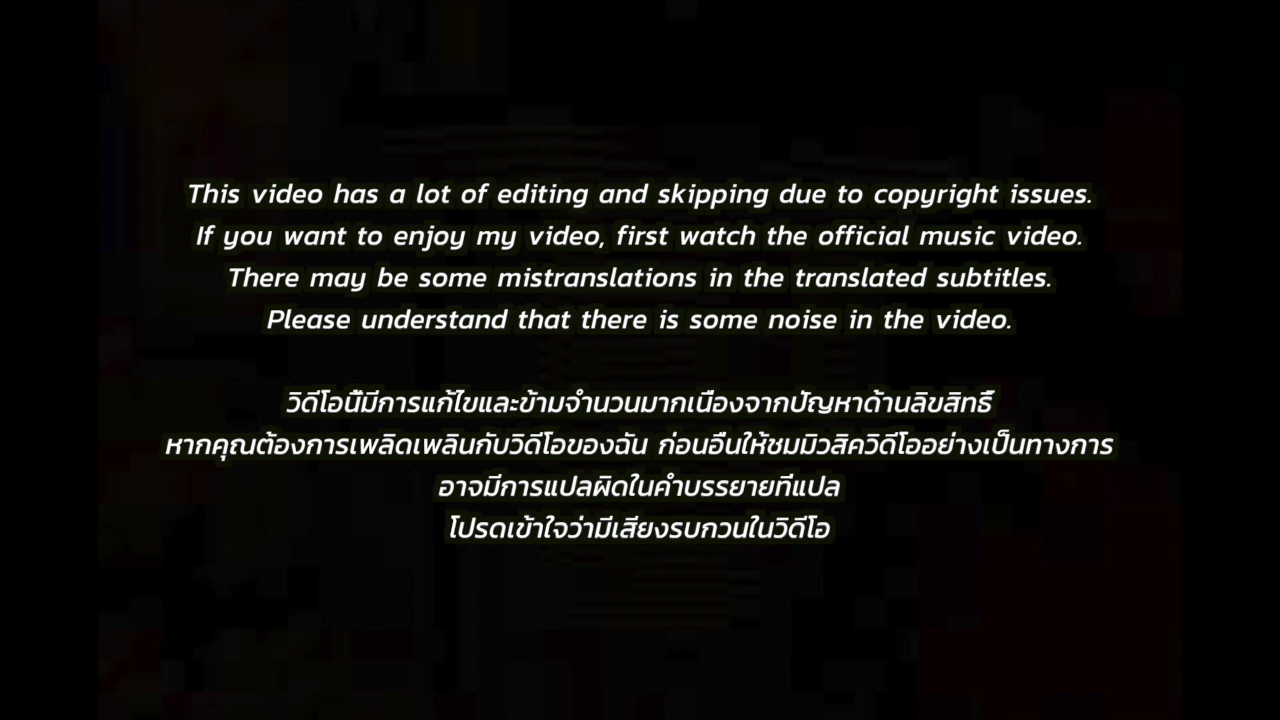 This video has a lot of editing and skipping due to copyright issues.
If you want to enjoy my video, first watch the official music video.
There may be some mistranslations in the translated subtitles.
Please understand that there is some noise in the video.
วิดีโอนี้มีการแก้ไขและข้ามจำนวนมากเนื่องจากปัญหาด้านลิขสิทธิ์
หากคุณต้องการเพลิดเพลินกับวิดีโอของฉัน ก่อนอื่นให้ชมมิวสิควิดีโออย่างเป็นทางการ
อาจมีการแปลผิดในคำบรรยายที่แปล
โปรดเข้าใจว่ามีเสียงรบกวนในวิดีโอ